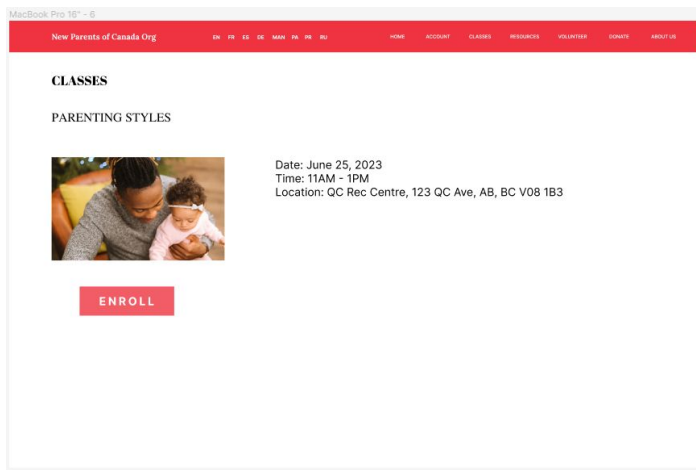 MacBook Pro 16" - 6
New Parents of Canada Org EN FR ES DE MAN PA PR RU HOME ACCOUNT CLASSES RESOURCES VOLUNTEER DONATE ABOUT US
CLASSES
PARENTING STYLES
Date: June 25, 2023
Time: 11AM - 1PM
Location: QC Rec Centre, 123 QC Ave, AB, BC V08 1B3
ENROLL